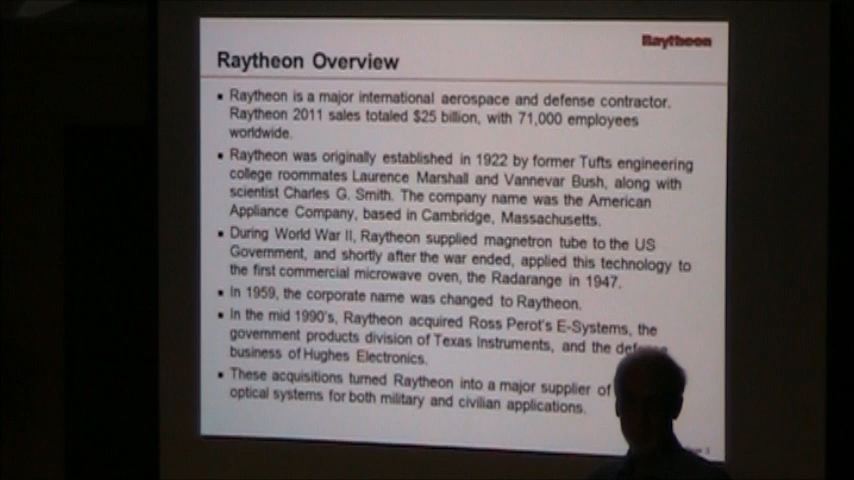 Raytheon
Raytheon Overview
▪ Raytheon is a major international aerospace and defense contractor.
Raytheon 2011 sales totaled $25 billion, with 71,000 employees
worldwide.
▪ Raytheon was originally established in 1922 by former Tufts engineering
college roommates Laurence Marshall and Vannevar Bush, along with
scientist Charles G. Smith. The company name was the American
Appliance Company, based in Cambridge, Massachusetts.
▪ During World War II, Raytheon supplied magnetron tube to the US
Government, and shortly after the war ended, applied this technology to
the first commercial microwave oven, the Radarange in 1947.
▪ In 1959, the corporate name was changed to Raytheon.
▪ In the mid 1990's, Raytheon acquired Ross Perot's E-Systems, the
government products division of Texas Instruments, and the
business of Hughes Electronics.
▪ These acquisitions turned Raytheon into a major supplier of
optical systems for both military and civilian applications.